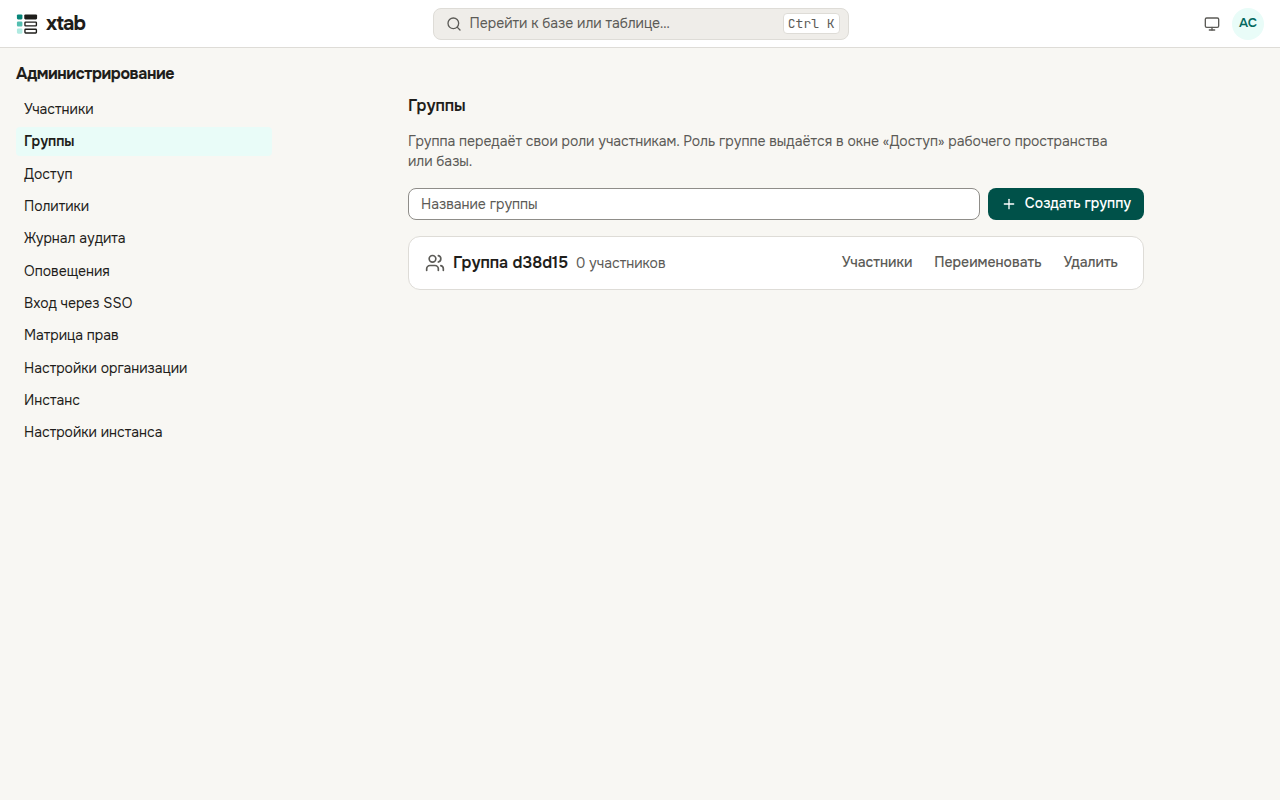 xtab
Перейти к базе или таблице...
Ctrl K
AC
Администрирование
Участники
Группы
Доступ
Политики
Журнал аудита
Оповещения
Вход через SSO
Матрица прав
Настройки организации
Инстанс
Настройки инстанса
Группы
Группа передаёт свои роли участникам. Роль группе выдаётся в окне «Доступ» рабочего пространства
или базы.
Название группы
Создать группу
Группа d38d15 0 участников
Участники
Переименовать
Удалить